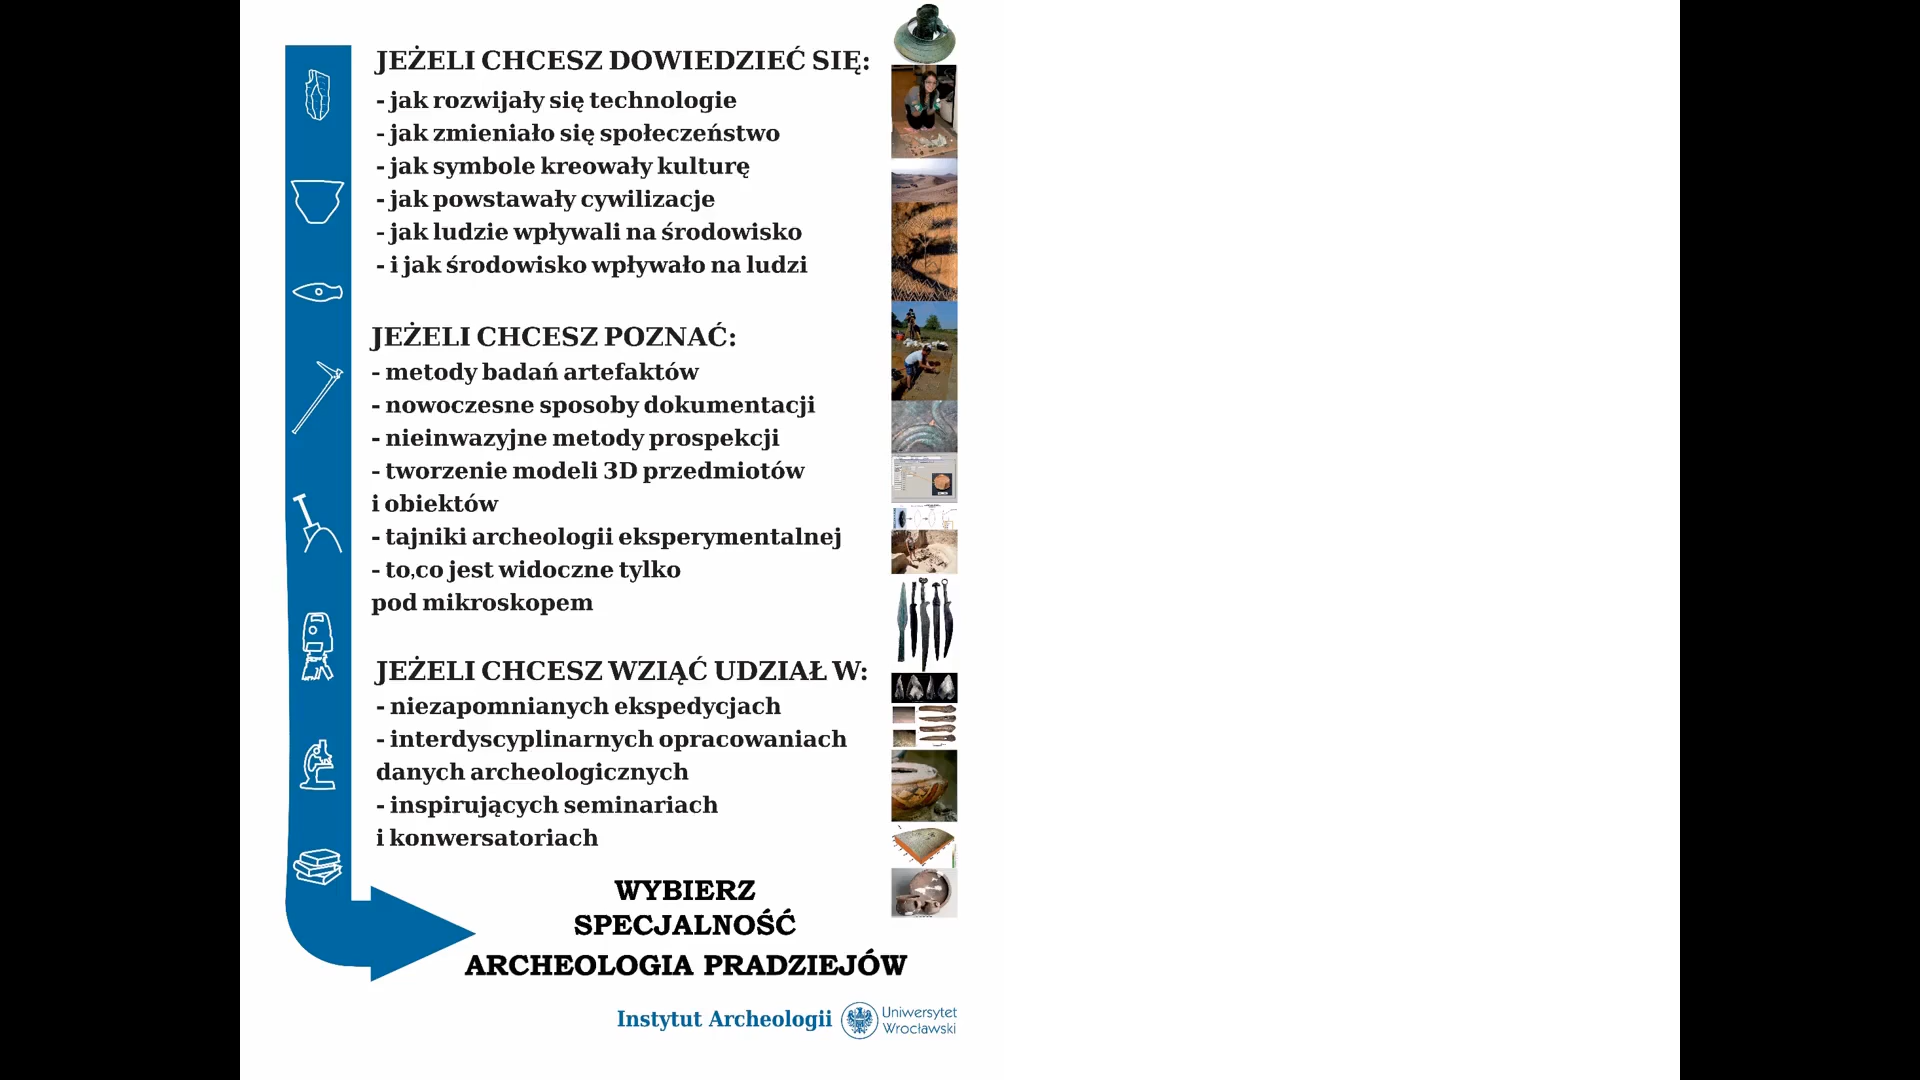 JEŻELI CHCESZ DOWIEDZIEĆ SIĘ:
- jak rozwijały się technologie
- jak zmieniało się społeczeństwo
- jak symbole kreowały kulturę
- jak powstawały cywilizacje
- jak ludzie wpływali na środowisko
- i jak środowisko wpływało na ludzi
JEŻELI CHCESZ POZNAĆ:
- metody badań artefaktów
- nowoczesne sposoby dokumentacji
- nieinwazyjne metody prospekcji
- tworzenie modeli 3D przedmiotów
i obiektów
- tajniki archeologii eksperymentalnej
- to,co jest widoczne tylko
pod mikroskopem
JEŻELI CHCESZ WZIĄĆ UDZIAŁ W:
- niezapomnianych ekspedycjach
- interdyscyplinarnych opracowaniach
danych archeologicznych
- inspirujących seminariach
i konwersatoriach
WYBIERZ
SPECJALNOŚĆ
ARCHEOLOGIA PRADZIEJÓW
Instytut Archeologii
Uniwersytet
Wrocławski